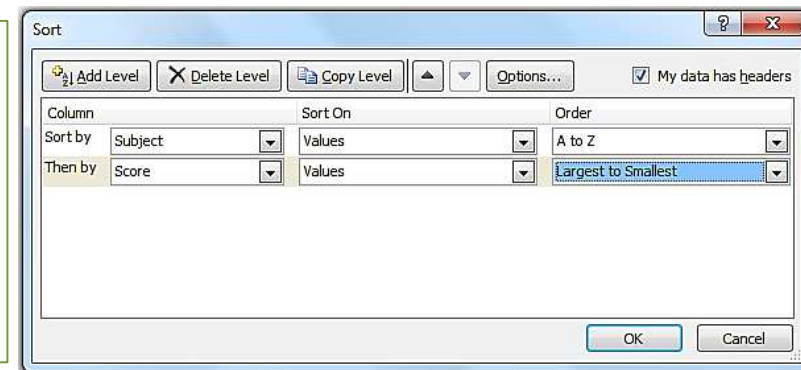 Sort
Add Level Delete Level Copy Level Options... My data has headers
Column Sort On Order
Sort by Subject Values A to Z
Then by Score Values Largest to Smallest
OK Cancel